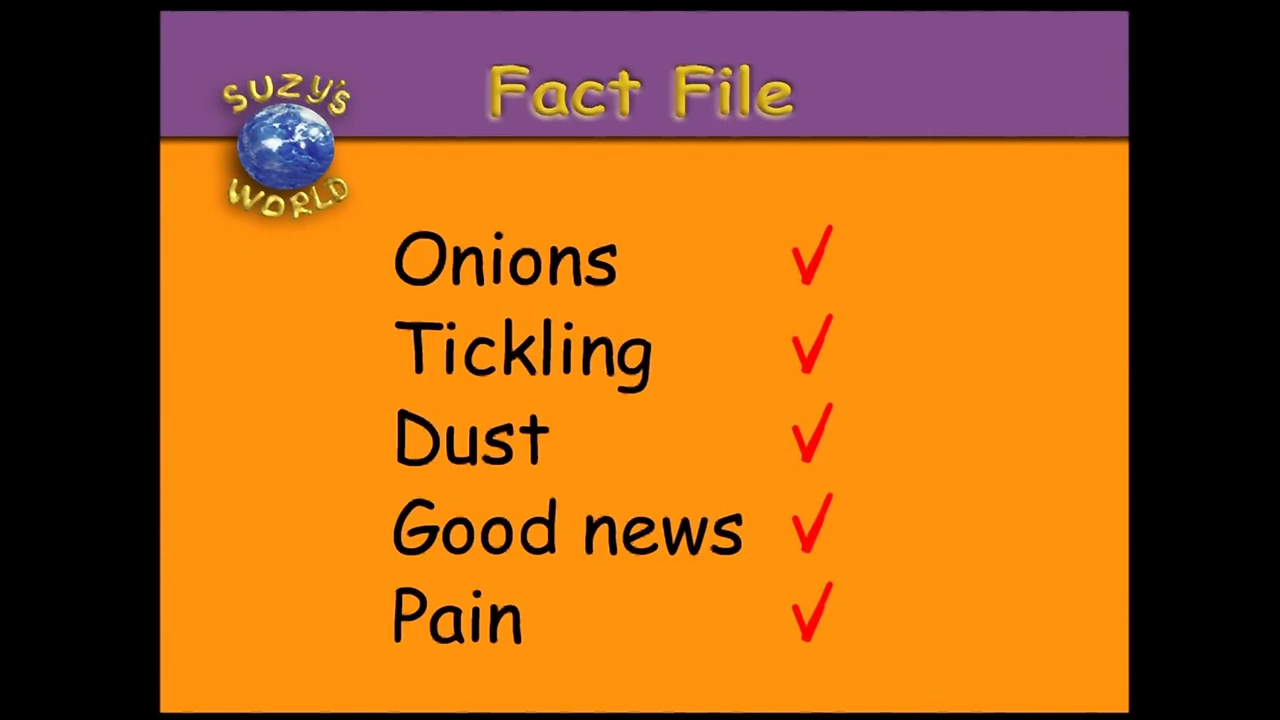 SUZY'S
WORLD
Fact File
Onions ✓
Tickling ✓
Dust ✓
Good news ✓
Pain ✓